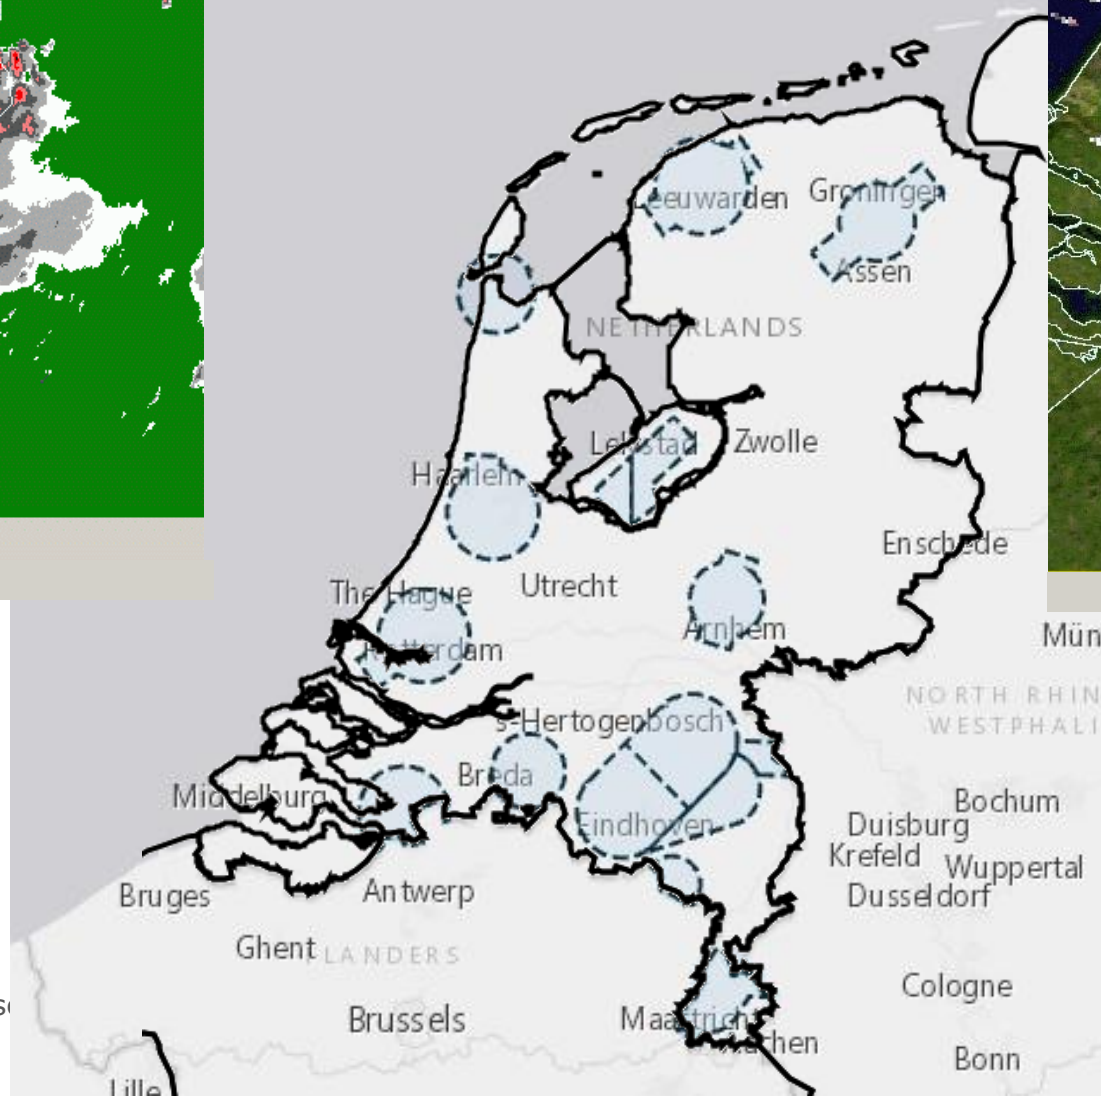 Leeuwarden
Groningen
Assen
NETHERLANDS
Lelystad
Zwolle
Haarlem
Enschede
Utrecht
The Hague
Arnhem
Rotterdam
Mün
NORTH RHIN
WESTPHALI
s-Hertogenbosch
Breda
Middelburg
Bochum
Eindhoven
Duisburg
Krefeld
Wuppertal
Antwerp
Dusseldorf
Bruges
Ghent
LANDERS
Cologne
Brussels
Maastricht
Aachen
Bonn
Lille